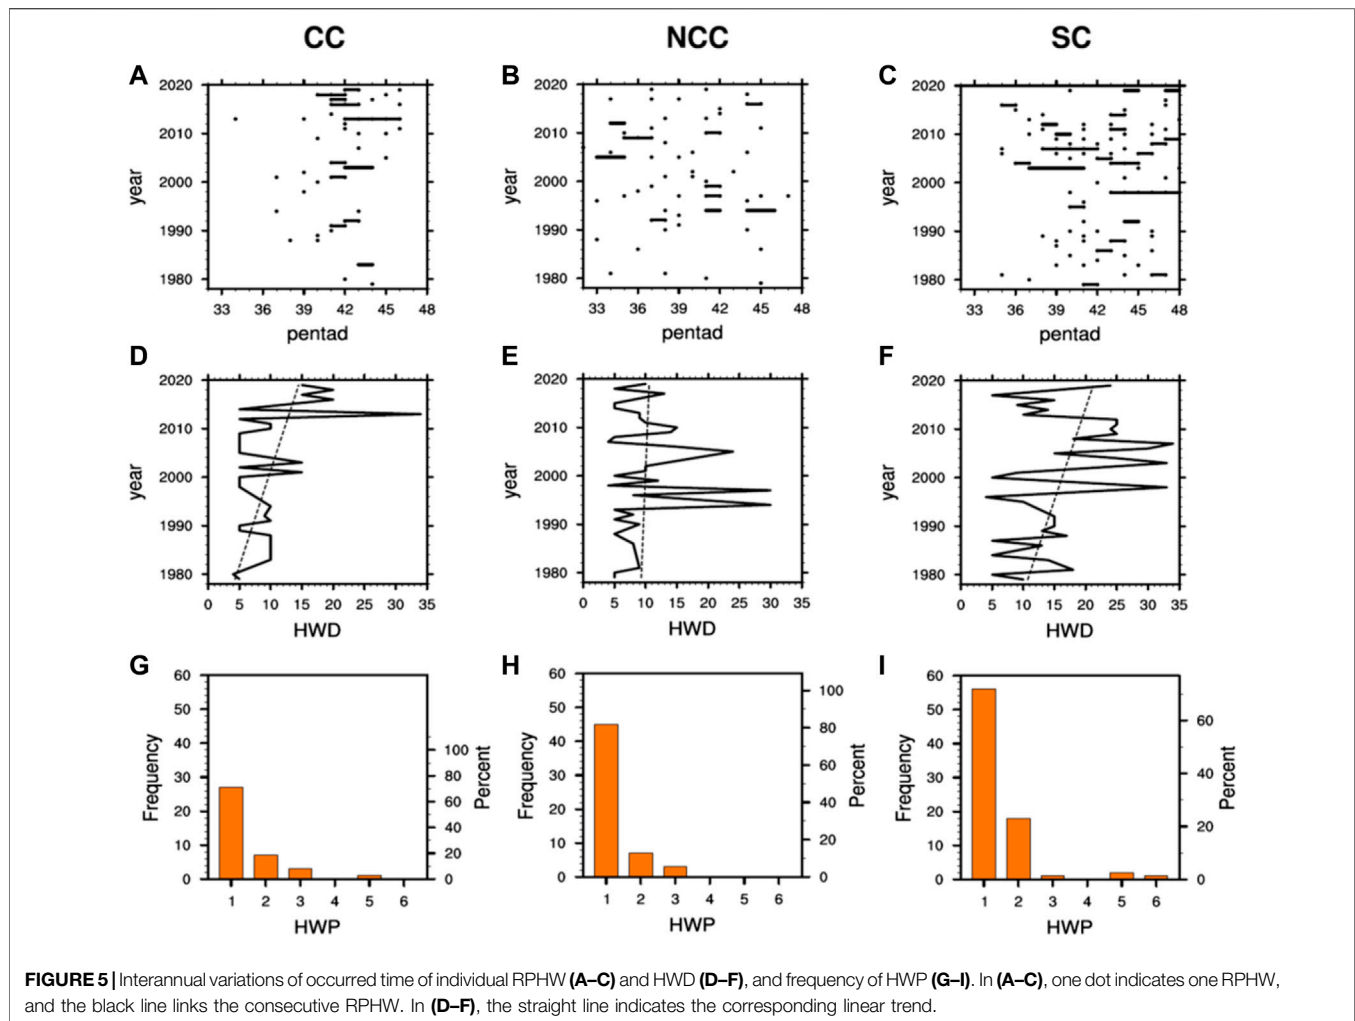 CC NCC SC
A B C
2020 2020 2020
2010 2010 2010
year year year
2000 2000 2000
1990 1990 1990
1980 1980 1980
33 36 39 42 45 48 33 36 39 42 45 48 33 36 39 42 45 48
pentad pentad pentad
D E F
2020 2020 2020
2010 2010 2010
year year year
2000 2000 2000
1990 1990 1990
1980 1980 1980
0 5 10 15 20 25 30 35 0 5 10 15 20 25 30 35 0 5 10 15 20 25 30 35
HWD HWD HWD
G H I
60 60 100 60
50 50 80 50 60
40 100 40 40
Frequency Percent Frequency Percent Frequency Percent
80 60 40
30 60 30 30
20 40 20 40 20 20
10 20 10 20 10
0 0 0 0 0 0
1 2 3 4 5 6 1 2 3 4 5 6 1 2 3 4 5 6
HWP HWP HWP
FIGURE 5 | Interannual variations of occurred time of individual RPHW (A–C) and HWD (D–F), and frequency of HWP (G–I). In (A–C), one dot indicates one RPHW,
and the black line links the consecutive RPHW. In (D–F), the straight line indicates the corresponding linear trend.